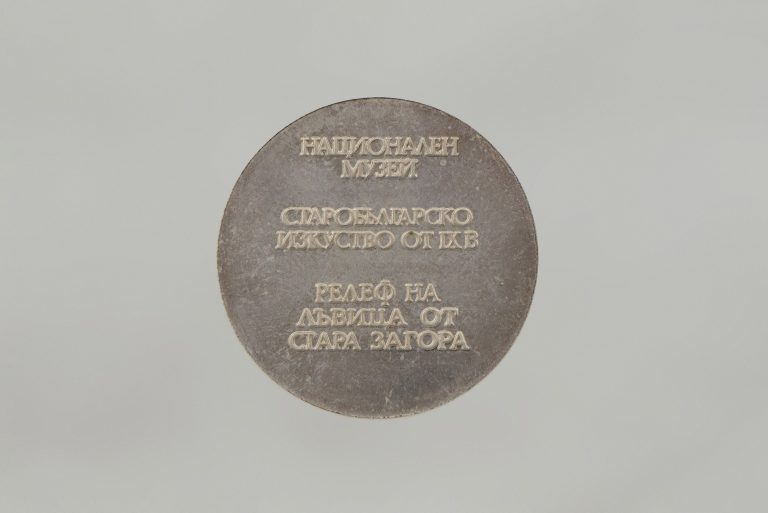 НАЦИОНАЛЕН
МУЗЕЙ
СТАРОБЪЛГАРСКО
ИЗКУСТВО ОТ IX В
РЕЛЕФ НА
ЛЪВИЦА ОТ
СТАРА ЗАГОРА